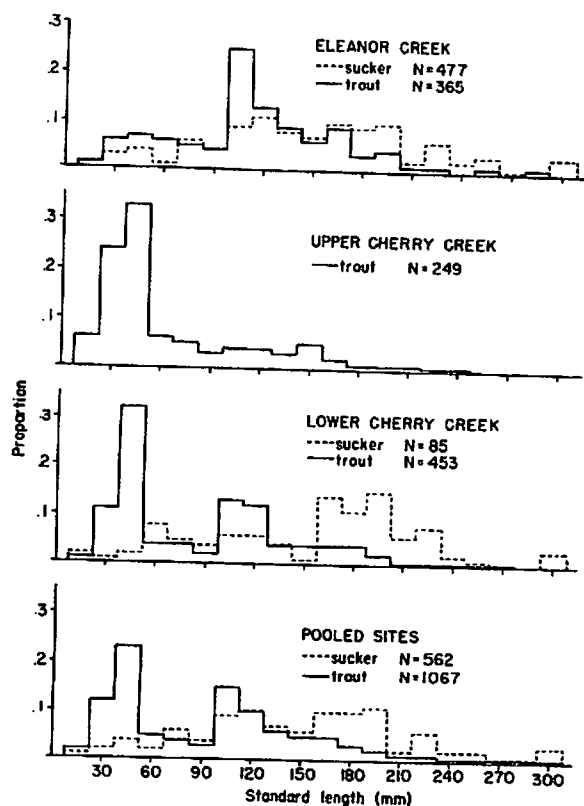 .3
.2
.1
ELEANOR CREEK
sucker N=477
trout N=365
.3
.2
.1
UPPER CHERRY CREEK
trout N=249
Proportion
.3
.2
.1
LOWER CHERRY CREEK
sucker N=85
trout N=453
.3
.2
.1
POOLED SITES
sucker N=562
trout N=1067
30 60 90 120 150 180 210 240 270 300
Standard length (mm)